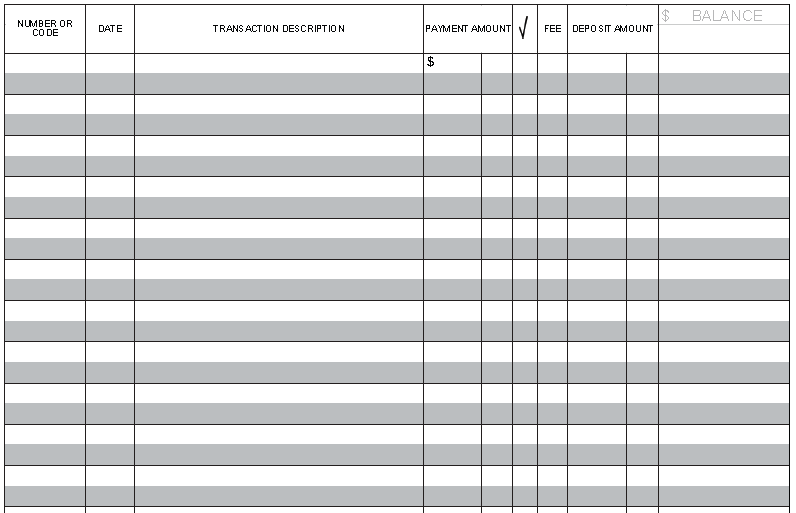 NUMBER OR
CODE
DATE
TRANSACTION DESCRIPTION
PAYMENT AMOUNT
√
FEE
DEPOSIT AMOUNT
$ BALANCE
$